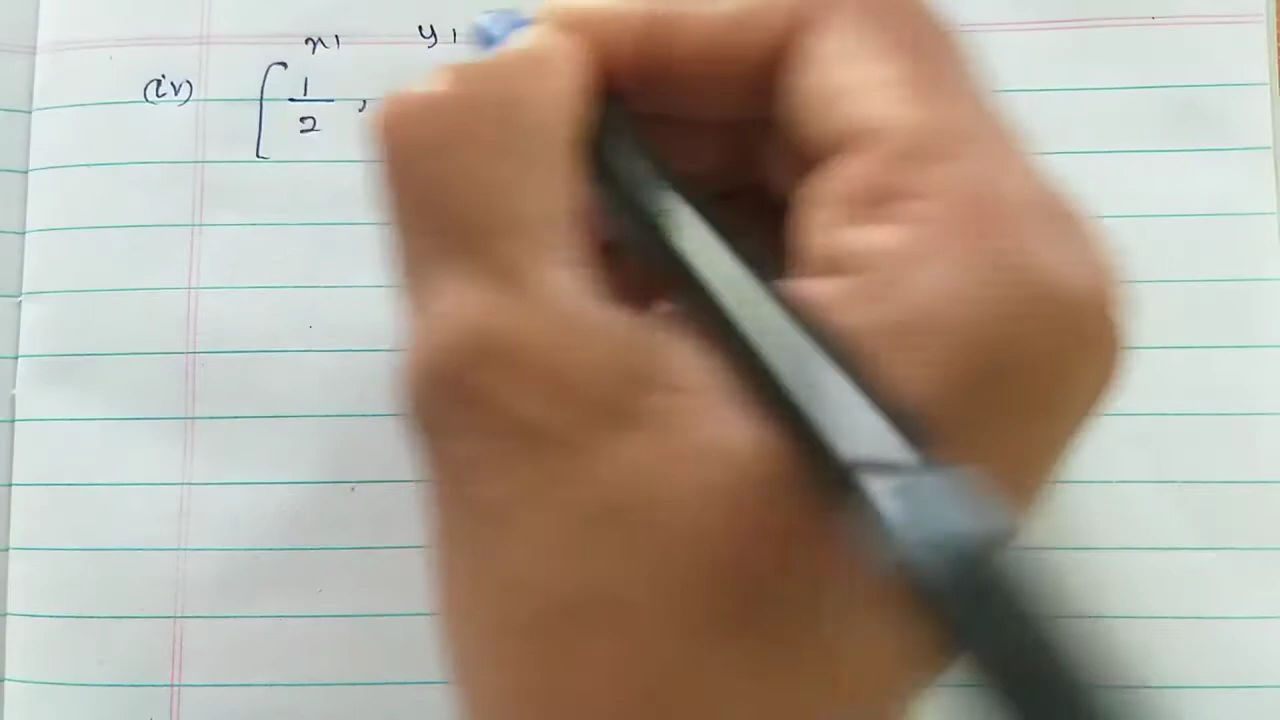 x1 y1
(iv) [ 1/2 ,